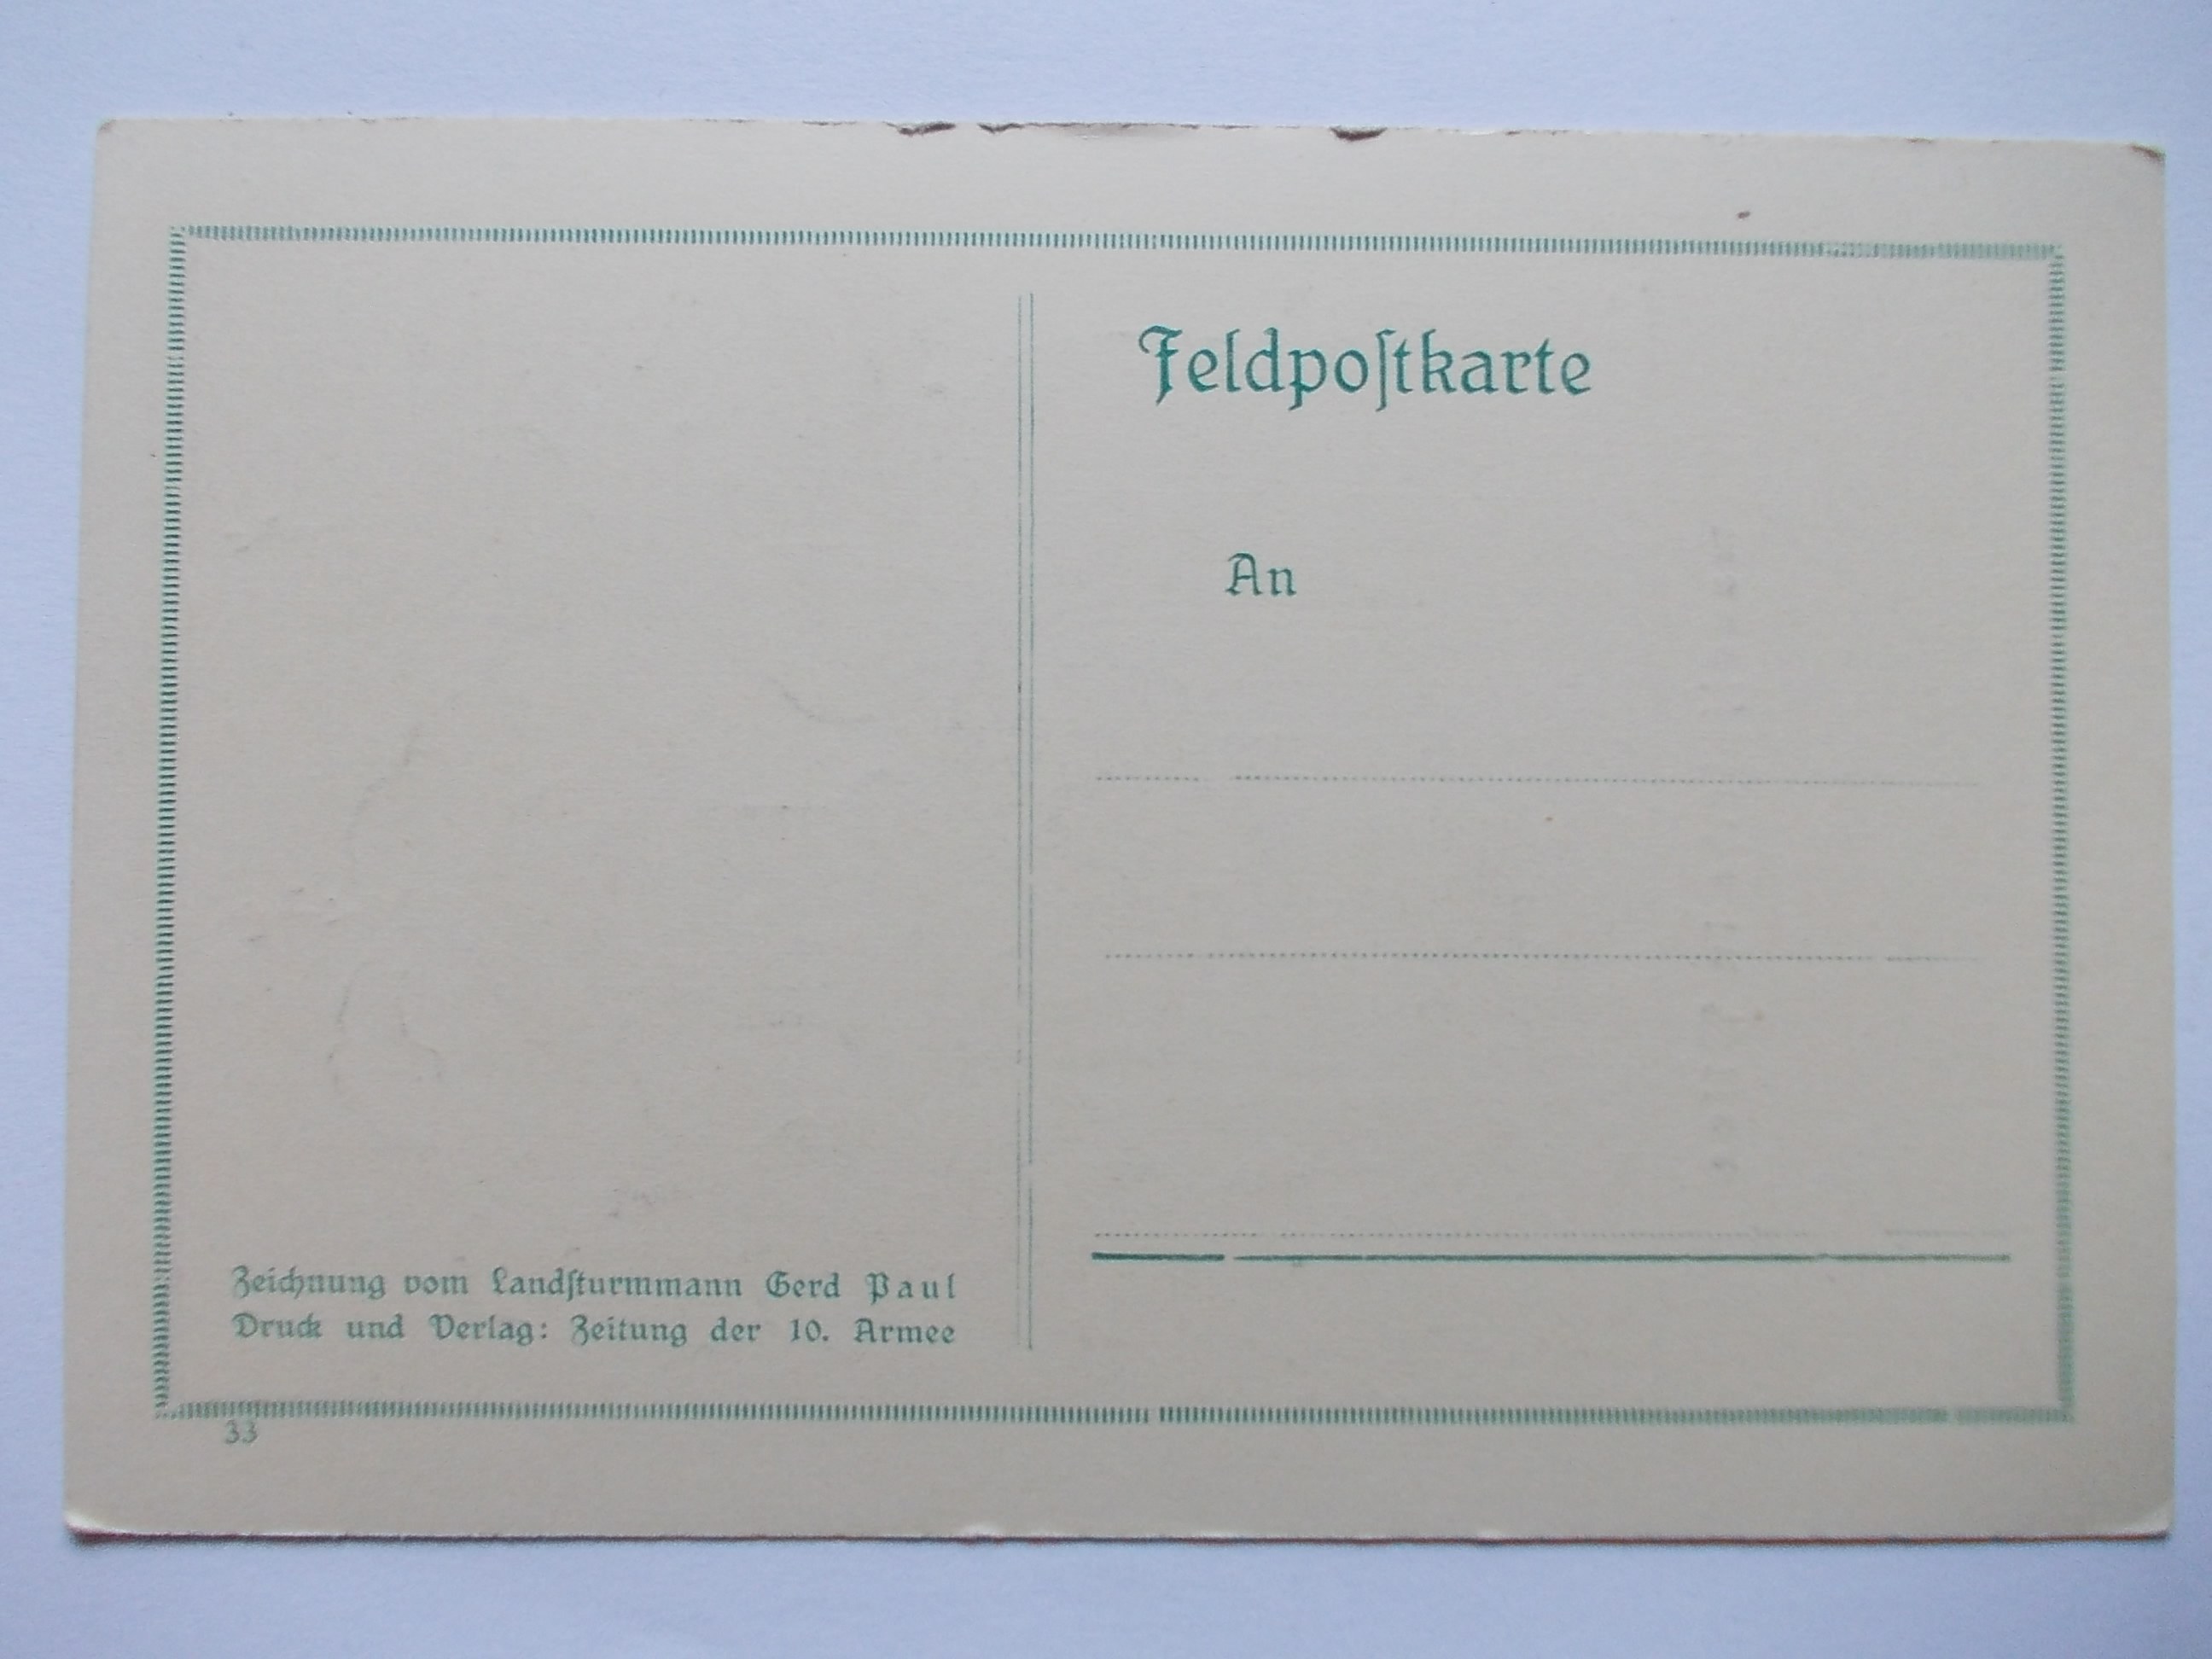 Feldpoſtkarte
An
Zeichnung vom Landſturmmann Gerd Paul
Druck und Verlag: Zeitung der 10. Armee
33